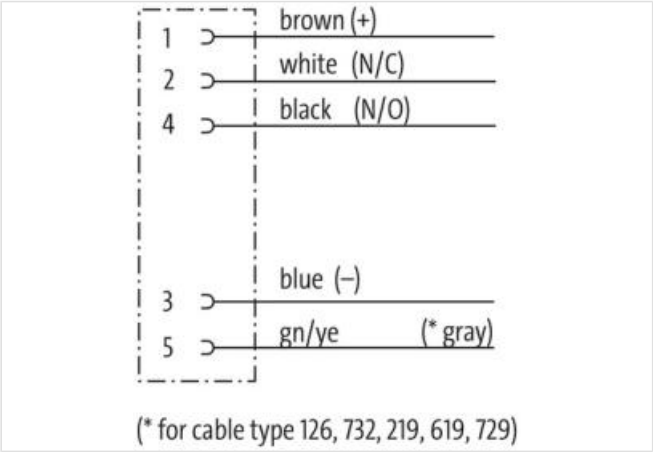 1 brown (+)
2 white (N/C)
4 black (N/O)
3 blue (–)
5 gn/ye (* gray)
(* for cable type 126, 732, 219, 619, 729)